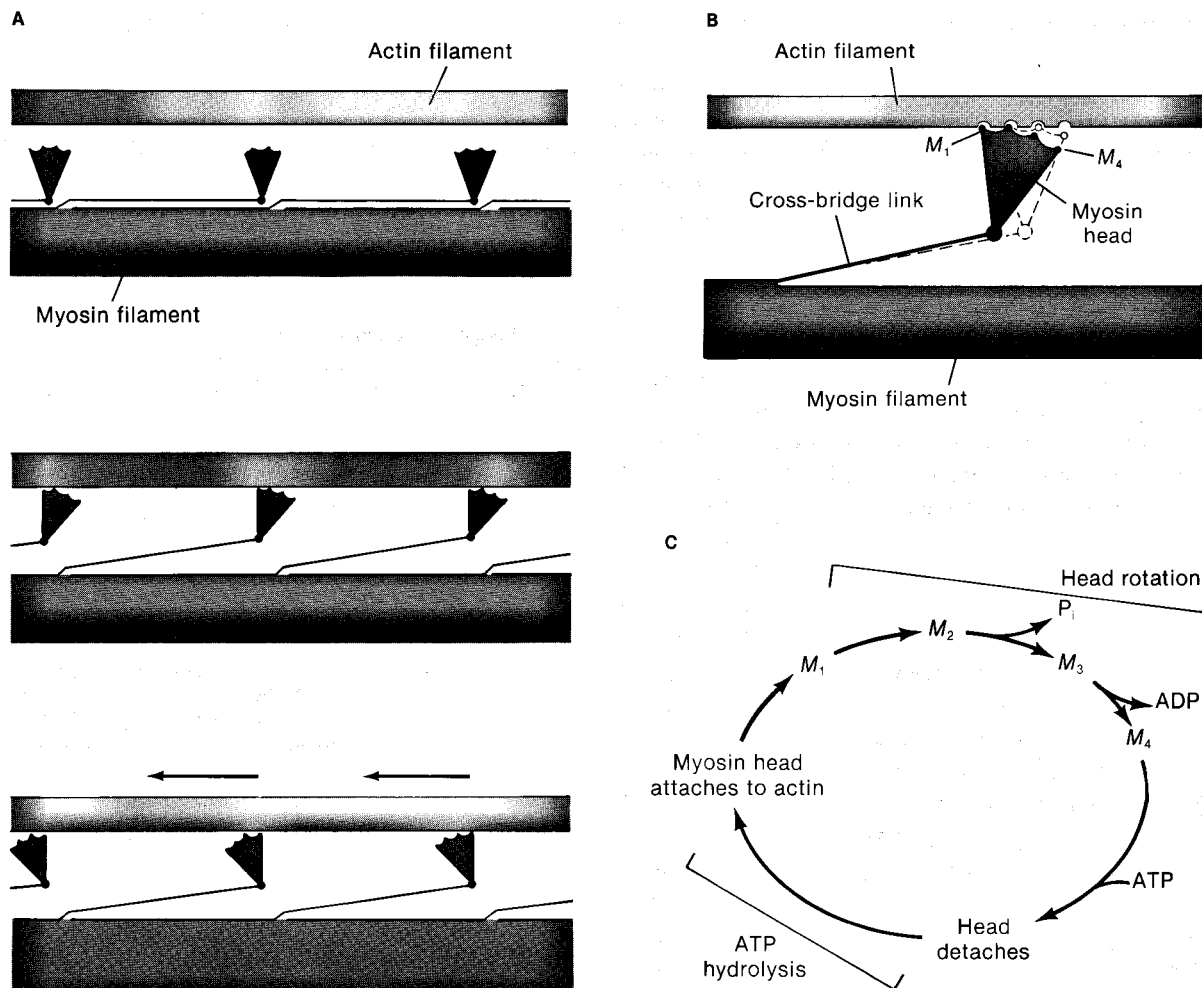 A
Actin filament
Myosin filament
B
Actin filament
M₁
M₄
Cross-bridge link
Myosin
head
Myosin filament
C
Head rotation
Pᵢ
M₂
M₁
M₃
ADP
M₄
Myosin head
attaches to actin
ATP
Head
detaches
ATP
hydrolysis